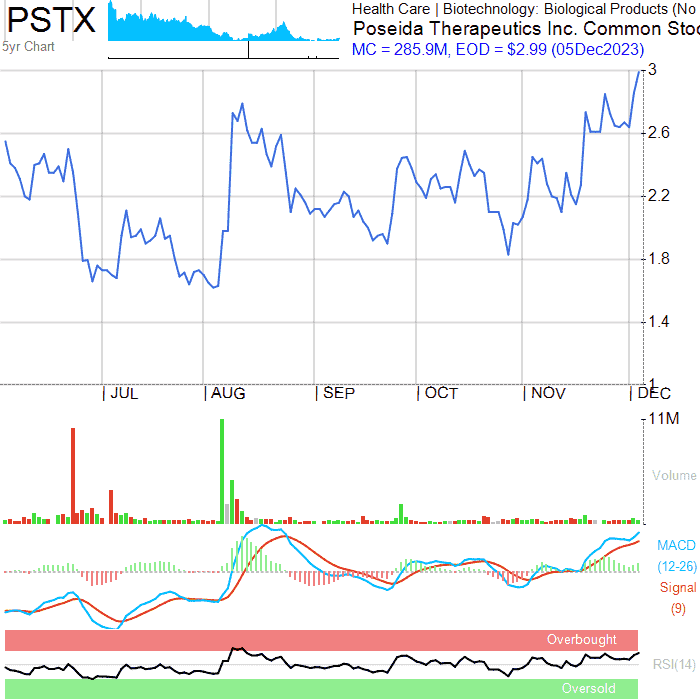 PSTX
5yr Chart
Health Care | Biotechnology: Biological Products (No
Poseida Therapeutics Inc. Common Stoc
MC = 285.9M, EOD = $2.99 (05Dec2023)
3
2.6
2.2
1.8
1.4
1
JUL
AUG
SEP
OCT
NOV
DEC
11M
Volume
MACD
(12-26)
Signal
(9)
Overbought
RSI(14)
Oversold